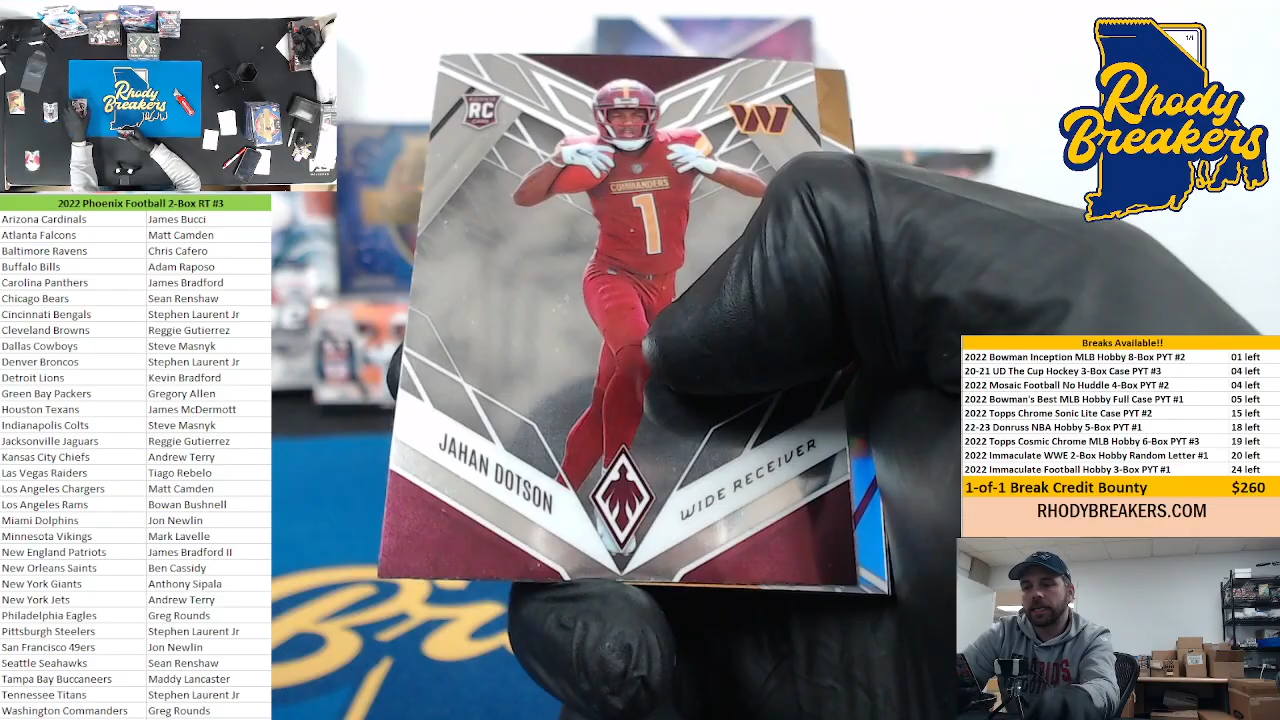 Rhody
Breakers
2022 Phoenix Football 2-Box RT #3
Arizona Cardinals James Bucci
Atlanta Falcons Matt Camden
Baltimore Ravens Chris Cafero
Buffalo Bills Adam Raposo
Carolina Panthers James Bradford
Chicago Bears Sean Renshaw
Cincinnati Bengals Stephen Laurent Jr
Cleveland Browns Reggie Gutierrez
Dallas Cowboys Steve Masnyk
Denver Broncos Stephen Laurent Jr
Detroit Lions Kevin Bradford
Green Bay Packers Gregory Allen
Houston Texans James McDermott
Indianapolis Colts Steve Masnyk
Jacksonville Jaguars Reggie Gutierrez
Kansas City Chiefs Andrew Terry
Las Vegas Raiders Tiago Rebelo
Los Angeles Chargers Matt Camden
Los Angeles Rams Bowan Bushnell
Miami Dolphins Jon Newlin
Minnesota Vikings Mark Lavelle
New England Patriots James Bradford II
New Orleans Saints Ben Cassidy
New York Giants Anthony Sipala
New York Jets Andrew Terry
Philadelphia Eagles Greg Rounds
Pittsburgh Steelers Stephen Laurent Jr
San Francisco 49ers Jon Newlin
Seattle Seahawks Sean Renshaw
Tampa Bay Buccaneers Maddy Lancaster
Tennessee Titans Stephen Laurent Jr
Washington Commanders Greg Rounds
RC
W
COMMANDERS
1
JAHAN DOTSON
WIDE RECEIVER
1/1
Rhody
Breakers
Breaks Available!!
2022 Bowman Inception MLB Hobby 8-Box PYT #2 01 left
20-21 UD The Cup Hockey 3-Box Case PYT #3 04 left
2022 Mosaic Football No Huddle 4-Box PYT #2 04 left
2022 Bowman's Best MLB Hobby Full Case PYT #1 05 left
2022 Topps Chrome Sonic Lite Case PYT #2 15 left
22-23 Donruss NBA Hobby 5-Box PYT #1 18 left
2022 Topps Cosmic Chrome MLB Hobby 6-Box PYT #3 19 left
2022 Immaculate WWE 2-Box Hobby Random Letter #1 20 left
2022 Immaculate Football Hobby 3-Box PYT #1 24 left
1-of-1 Break Credit Bounty $260
RHODYBREAKERS.COM